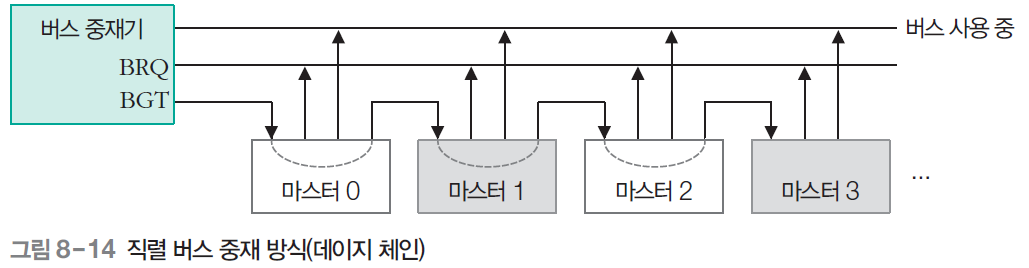 버스 중재기
버스 사용 중
BRQ
BGT
마스터 0
마스터 1
마스터 2
마스터 3
...
그림 8-14 직렬 버스 중재 방식(데이지 체인)